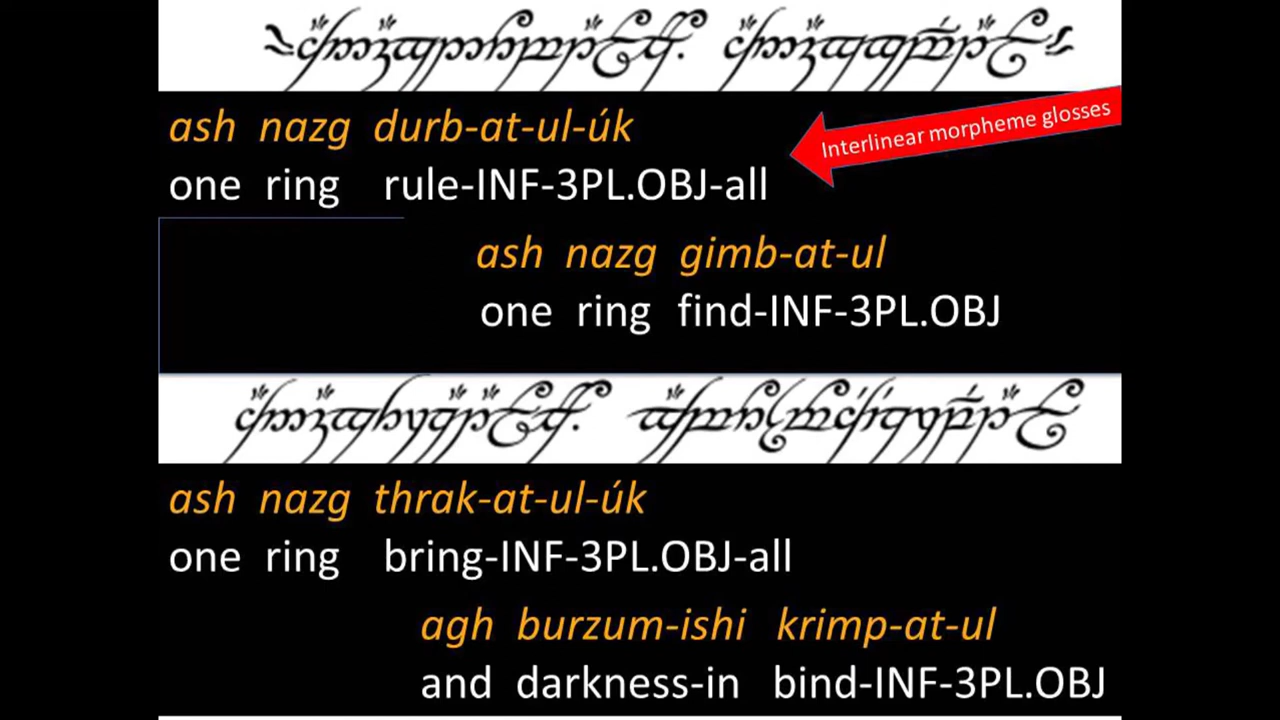 ash nazg durb-at-ul-úk
Interlinear morpheme glosses
one ring rule-INF-3PL.OBJ-all
ash nazg gimb-at-ul
one ring find-INF-3PL.OBJ
ash nazg thrak-at-ul-úk
one ring bring-INF-3PL.OBJ-all
agh burzum-ishi krimp-at-ul
and darkness-in bind-INF-3PL.OBJ